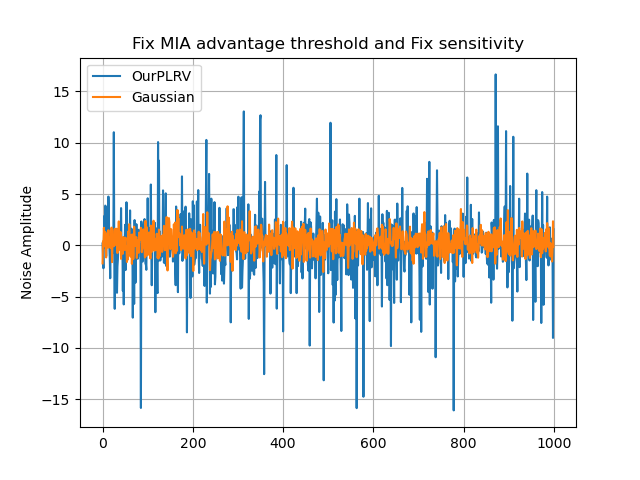 Fix MIA advantage threshold and Fix sensitivity
OurPLRV
Gaussian
15
10
5
0
−5
−10
−15
Noise Amplitude
0 200 400 600 800 1000